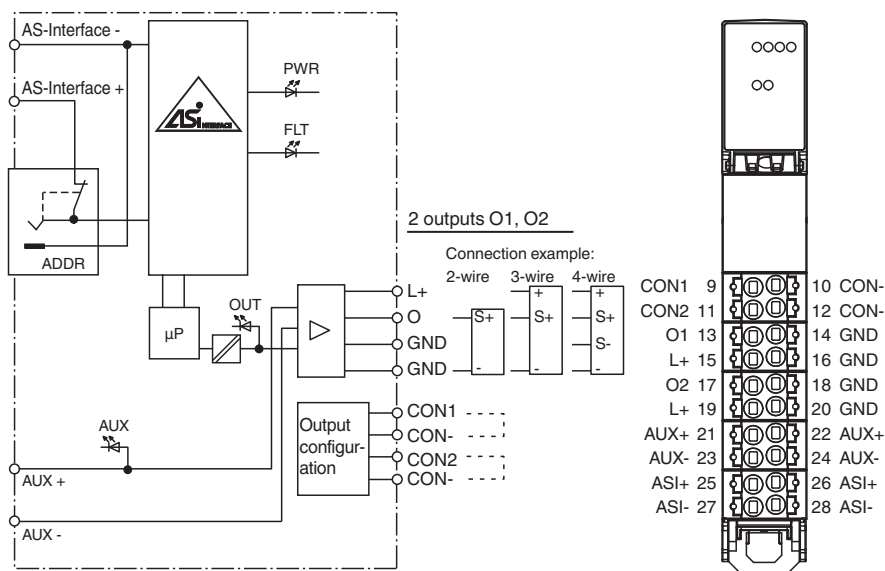 AS-Interface -
AS-Interface +
PWR
FLT
ASi INTERFACE
ADDR
µP
OUT
AUX
AUX +
AUX -
2 outputs O1, O2
Connection example:
2-wire 3-wire 4-wire
L+
O
GND
GND
S+
-
+
S+
-
+
S+
S-
-
Output
configur-
ation
CON1
CON-
CON2
CON-
CON1 9 10 CON-
CON2 11 12 CON-
O1 13 14 GND
L+ 15 16 GND
O2 17 18 GND
L+ 19 20 GND
AUX+ 21 22 AUX+
AUX- 23 24 AUX-
ASI+ 25 26 ASI+
ASI- 27 28 ASI-